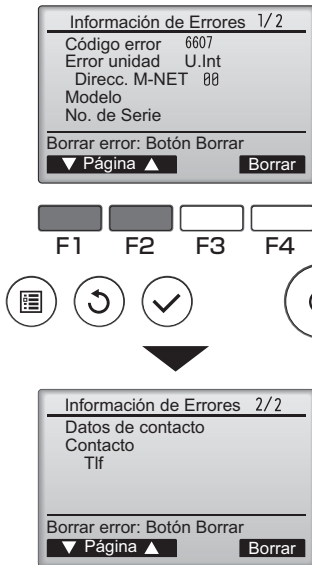 Información de Errores 1/2
Código error 6607
Error unidad U.Int
Direcc. M-NET 00
Modelo
No. de Serie
Borrar error: Botón Borrar
▼ Página ▲ Borrar
F1 F2 F3 F4
Información de Errores 2/2
Datos de contacto
Contacto
Tlf
Borrar error: Botón Borrar
▼ Página ▲ Borrar